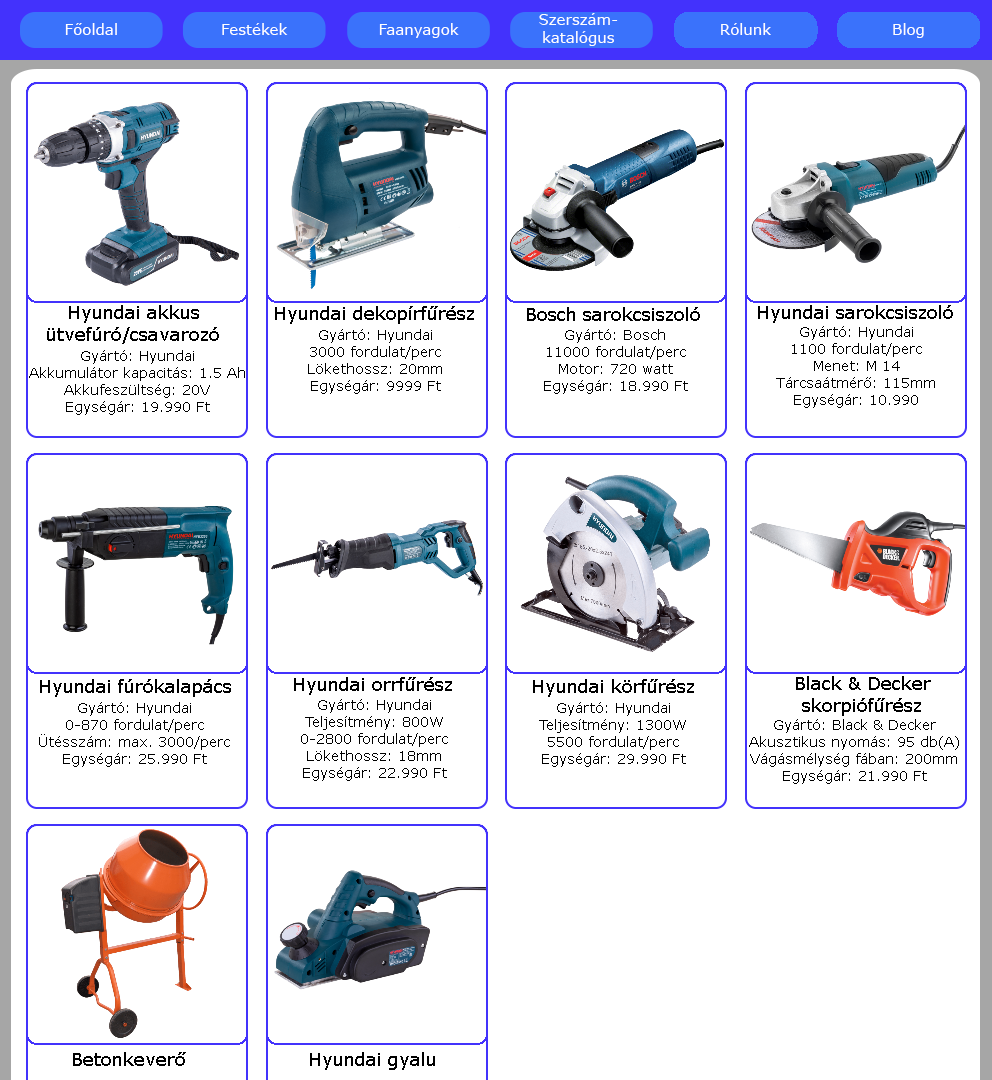 Főoldal
Festékek
Faanyagok
Szerszám-
katalógus
Rólunk
Blog
Hyundai akkus
ütvefúró/csavarozó
Gyártó: Hyundai
Akkumulátor kapacitás: 1.5 Ah
Akkufeszültség: 20V
Egységár: 19.990 Ft
Hyundai dekopírfűrész
Gyártó: Hyundai
3000 fordulat/perc
Lökethossz: 20mm
Egységár: 9999 Ft
Bosch sarokcsiszoló
Gyártó: Bosch
11000 fordulat/perc
Motor: 720 watt
Egységár: 18.990 Ft
Hyundai sarokcsiszoló
Gyártó: Hyundai
1100 fordulat/perc
Menet: M 14
Tárcsaátmérő: 115mm
Egységár: 10.990
Hyundai fúrókalapács
Gyártó: Hyundai
0-870 fordulat/perc
Ütésszám: max. 3000/perc
Egységár: 25.990 Ft
Hyundai orrfűrész
Gyártó: Hyundai
Teljesítmény: 800W
0-2800 fordulat/perc
Lökethossz: 18mm
Egységár: 22.990 Ft
HYUNDAI
Hyundai körfűrész
Gyártó: Hyundai
Teljesítmény: 1300W
5500 fordulat/perc
Egységár: 29.990 Ft
BLACK&
DECKER
Black & Decker
skorpiófűrész
Gyártó: Black & Decker
Akusztikus nyomás: 95 db(A)
Vágásmélység fában: 200mm
Egységár: 21.990 Ft
Betonkeverő
Hyundai gyalu